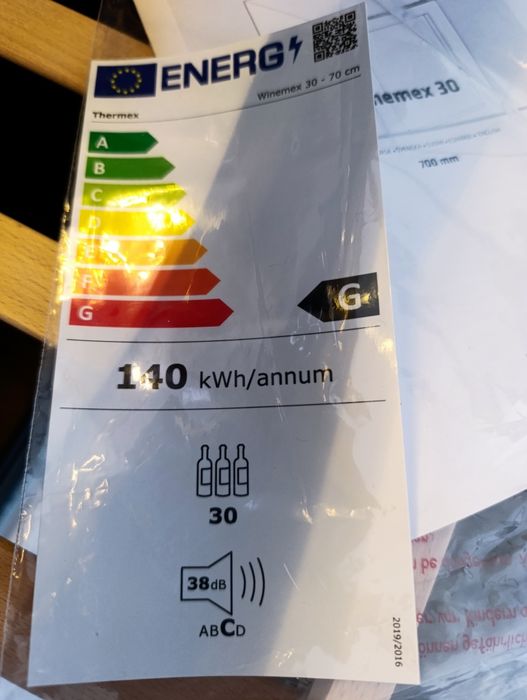 ENERG
Winemex 30 - 70 cm
Thermex
A
B
C
D
E
F
G
G
140 kWh/annum
30
38dB
ABCD
2019/2016
nemex 30
700 mm